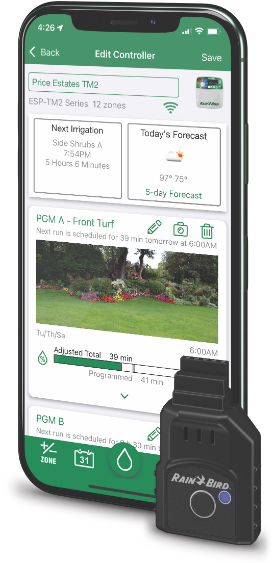 4:26
Back Edit Controller Save
Price Estates TM2
ESP-TM2 Series 12 zones
Next Irrigation
Side Shrubs A
7:54PM
5 Hours 6 Minutes
Today's Forecast
97° 75°
5-day Forecast
PGM A - Front Turf
Next run is scheduled for 39 min tomorrow at 6:00AM
Tu/Th/Sa 6:00AM
Adjusted Total 39 min
Programmed 41 min
PGM B
Next run is scheduled for
ZONE
31
RAIN BIRD